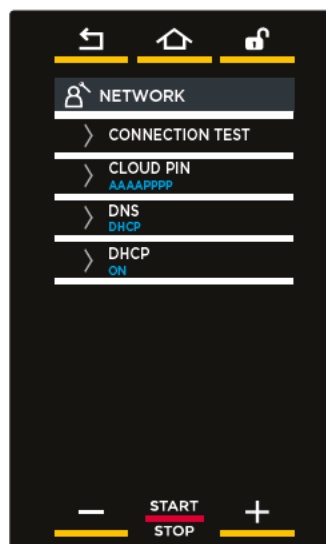 NETWORK
CONNECTION TEST
CLOUD PIN
AAAAPPPP
DNS
DHCP
DHCP
ON
START
STOP